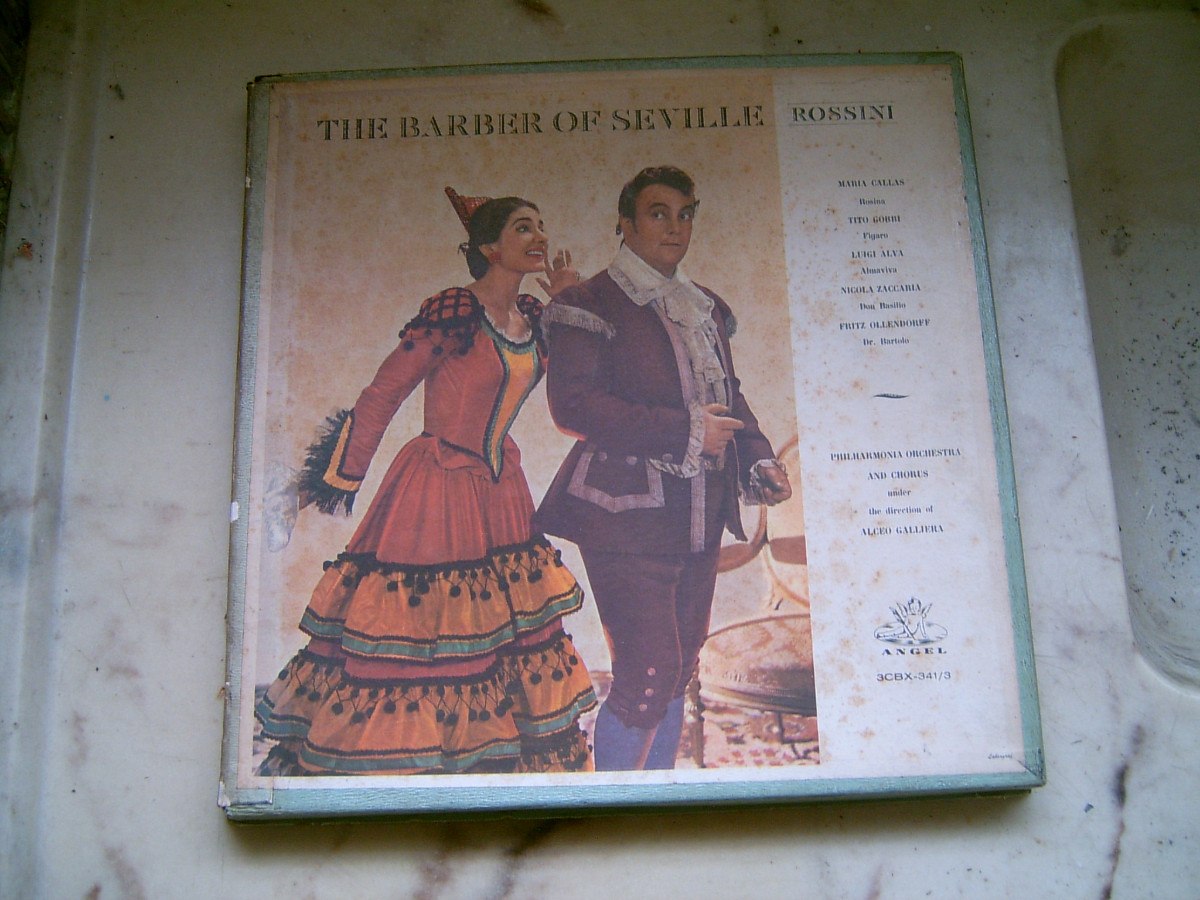 THE BARBER OF SEVILLE ROSSINI
MARIA CALLAS
Rosina
TITO GOBBI
Figaro
LUIGI ALVA
Almaviva
NICOLA ZACCARIA
Don Basilio
FRITZ OLLENDORFF
Dr. Bartolo
PHILHARMONIA ORCHESTRA
AND CHORUS
under
the direction of
ALCEO GALLIERA
ANGEL
3CBX-341/3